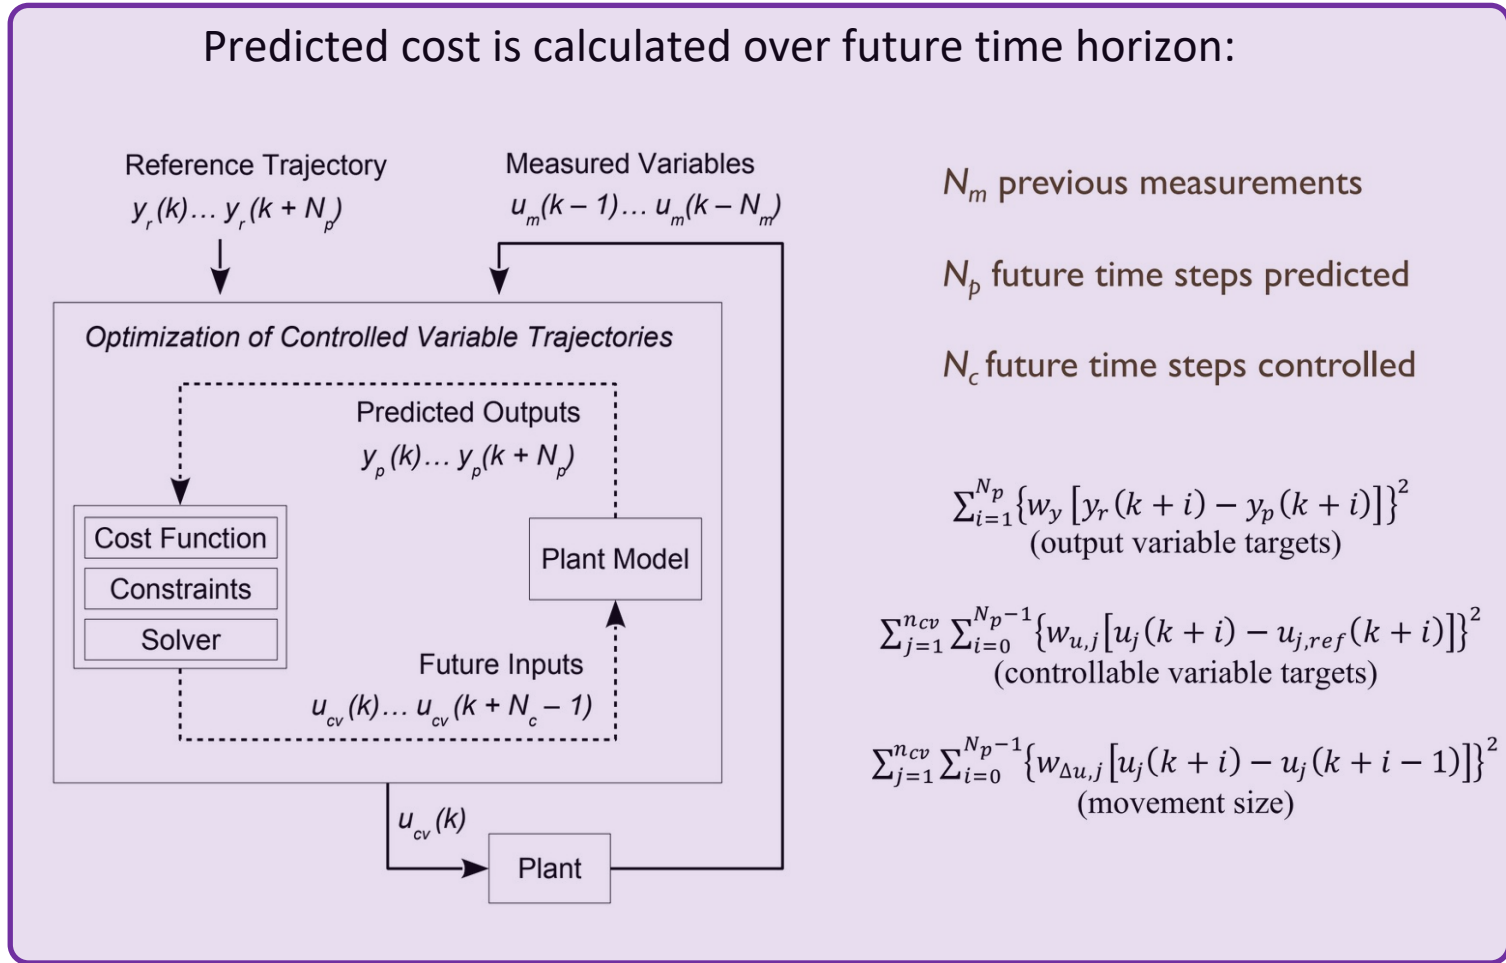 Predicted cost is calculated over future time horizon:
Reference Trajectory
y_r(k)… y_r(k + N_p)
Measured Variables
u_m(k – 1)… u_m(k – N_m)
Optimization of Controlled Variable Trajectories
Predicted Outputs
y_p(k)… y_p(k + N_p)
Cost Function
Constraints
Solver
Plant Model
Future Inputs
u_cv(k)… u_cv(k + N_c – 1)
u_cv(k)
Plant
N_m previous measurements
N_p future time steps predicted
N_c future time steps controlled
∑_{i=1}^{N_p}{w_y [y_r(k + i) − y_p(k + i)]}^2
(output variable targets)
∑_{j=1}^{n_cv} ∑_{i=0}^{N_p−1}{w_{u,j}[u_j(k + i) − u_{j,ref}(k + i)]}^2
(controllable variable targets)
∑_{j=1}^{n_cv} ∑_{i=0}^{N_p−1}{w_{Δu,j}[u_j(k + i) − u_j(k + i − 1)]}^2
(movement size)